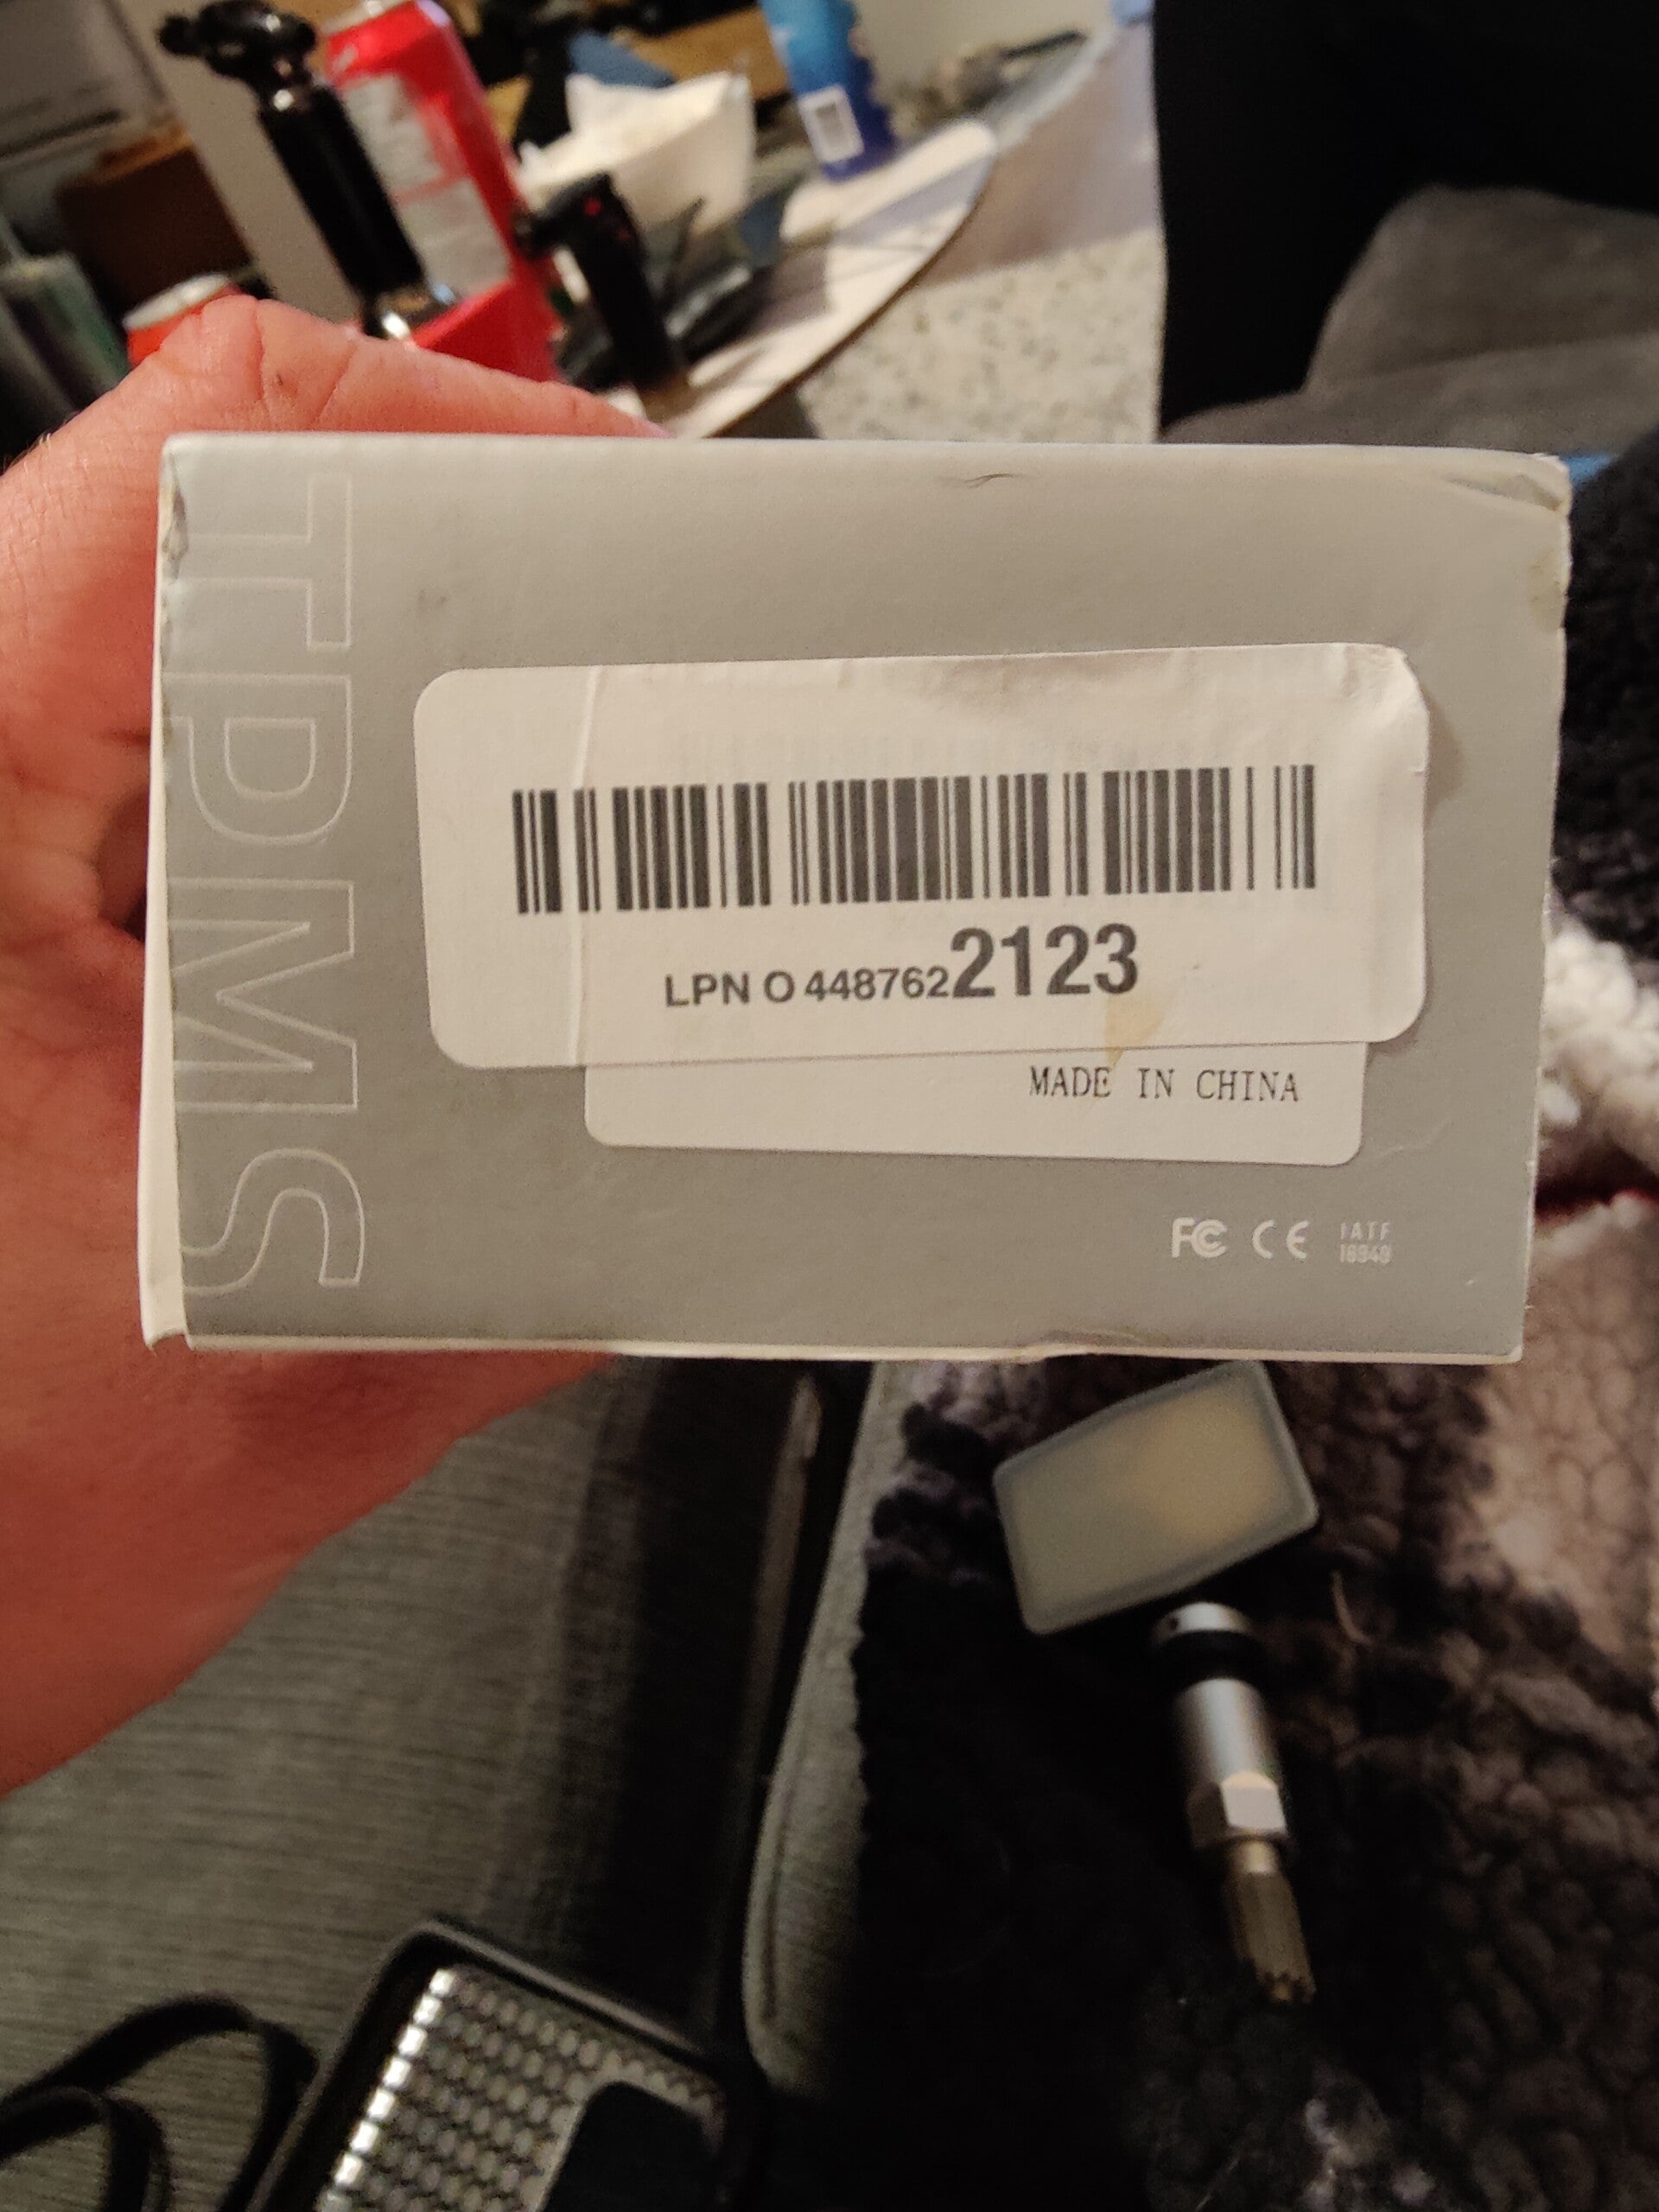 TPMS
LPN O 4487622123
MADE IN CHINA
FC CE IATF
16949